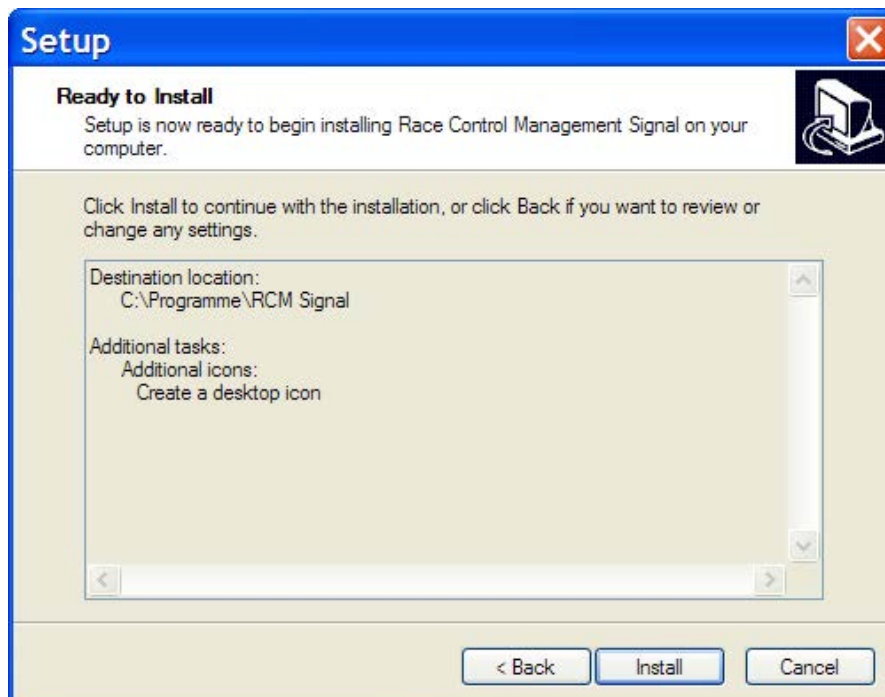 Setup
Ready to Install
Setup is now ready to begin installing Race Control Management Signal on your
computer.
Click Install to continue with the installation, or click Back if you want to review or
change any settings.
Destination location:
C:\Programme\RCM Signal
Additional tasks:
Additional icons:
Create a desktop icon
< Back
Install
Cancel